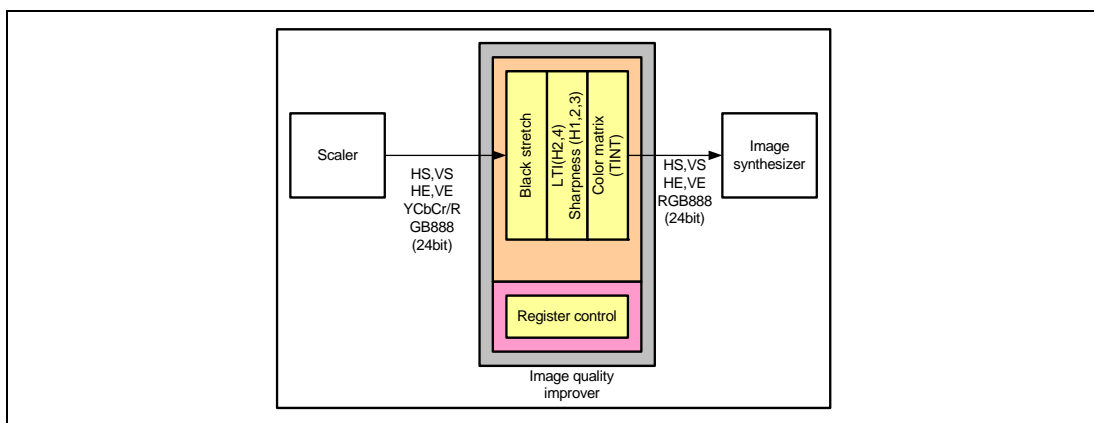 Scaler
HS,VS
HE,VE
YCbCr/R
GB888
(24bit)
Black stretch
LTI(H2,4)
Sharpness (H1,2,3)
Color matrix
(TINT)
Register control
Image quality
improver
HS,VS
HE,VE
RGB888
(24bit)
Image
synthesizer